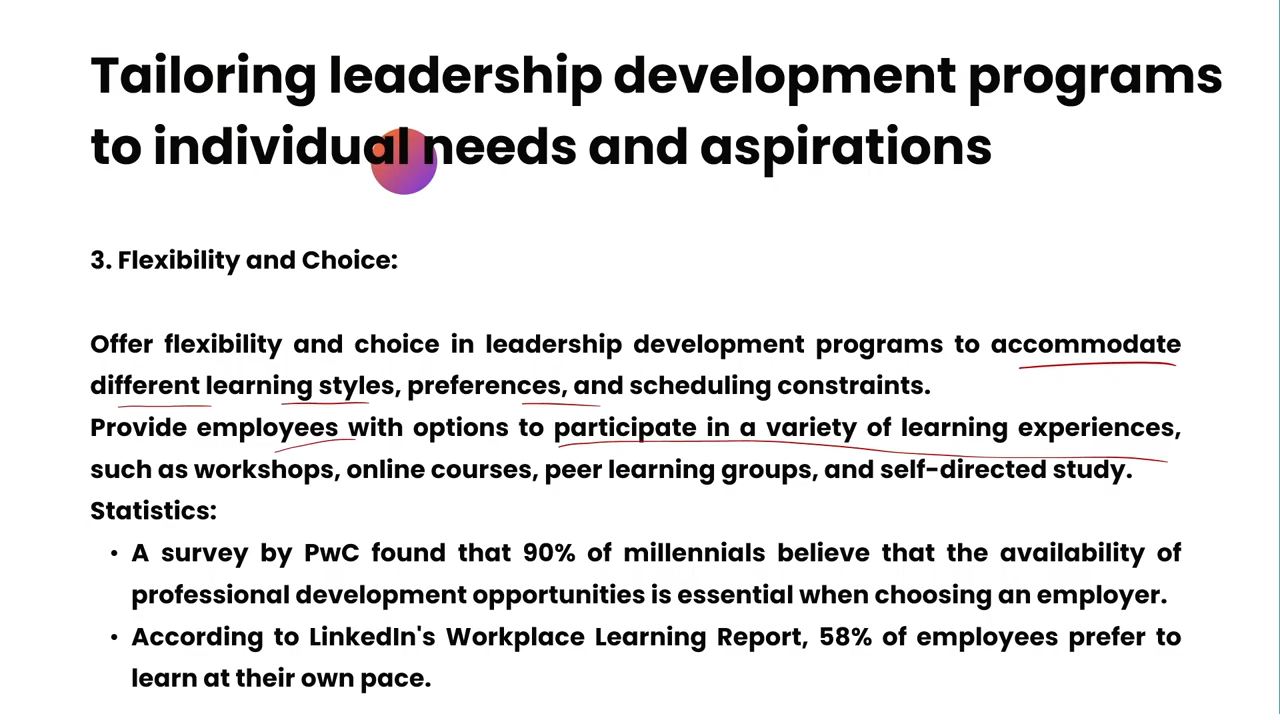 Tailoring leadership development programs
to individual needs and aspirations
3. Flexibility and Choice:
Offer flexibility and choice in leadership development programs to accommodate
different learning styles, preferences, and scheduling constraints.
Provide employees with options to participate in a variety of learning experiences,
such as workshops, online courses, peer learning groups, and self-directed study.
Statistics:
• A survey by PwC found that 90% of millennials believe that the availability of
professional development opportunities is essential when choosing an employer.
• According to LinkedIn's Workplace Learning Report, 58% of employees prefer to
learn at their own pace.